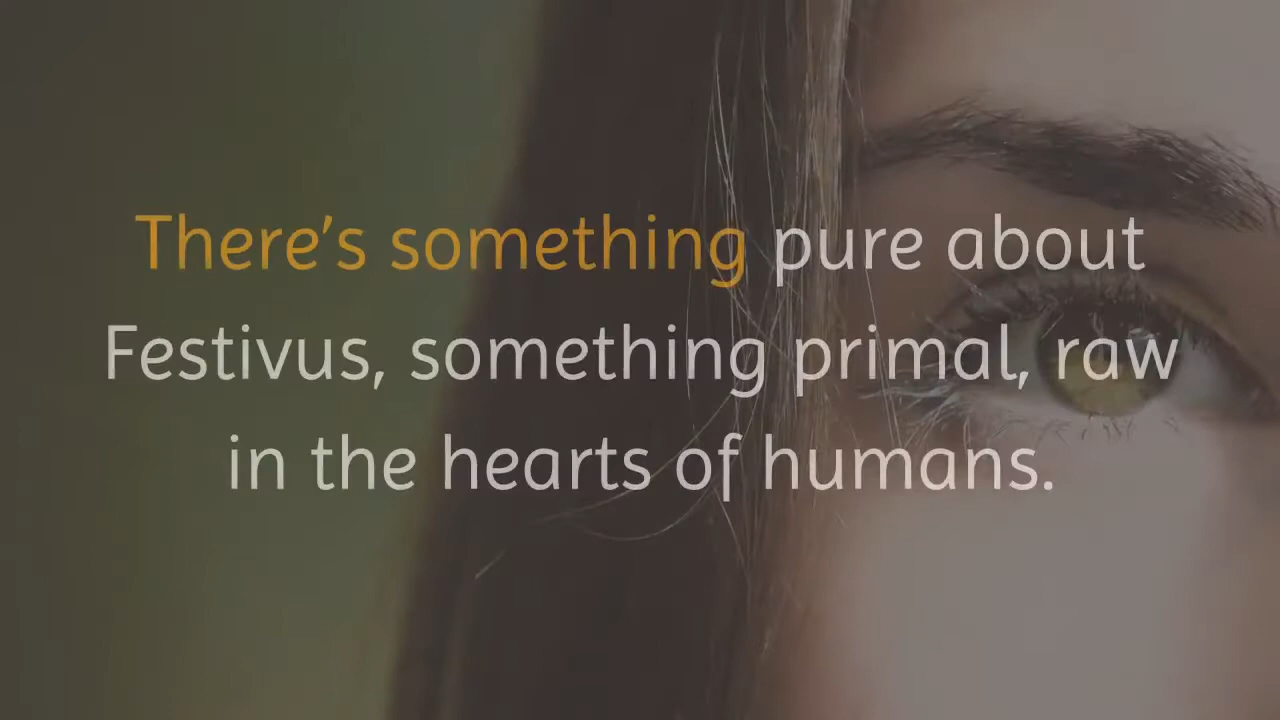 There's something pure about
Festivus, something primal, raw
in the hearts of humans.